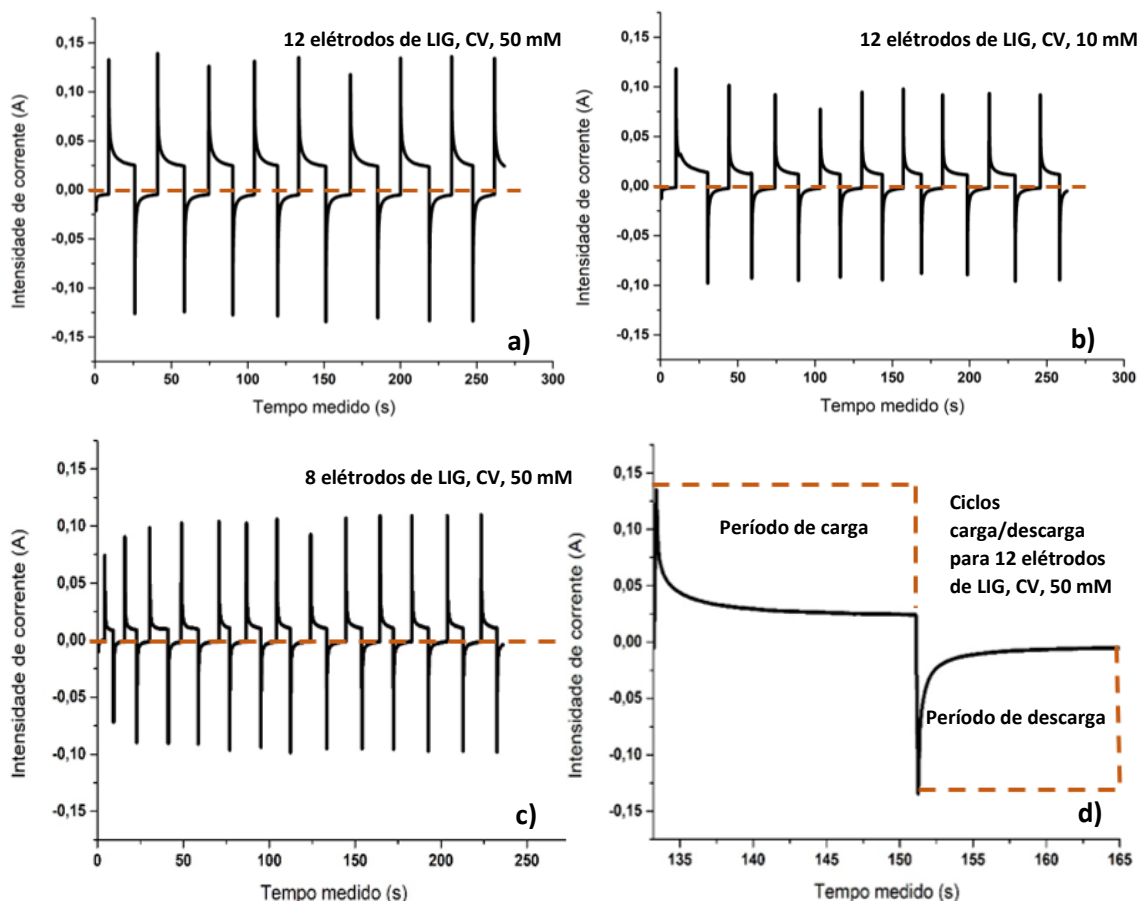 12 elétrodos de LIG, CV, 50 mM
Intensidade de corrente (A)
0,15
0,10
0,05
0,00
-0,05
-0,10
-0,15
a)
0 50 100 150 200 250 300
Tempo medido (s)
12 elétrodos de LIG, CV, 10 mM
Intensidade de corrente (A)
0,15
0,10
0,05
0,00
-0,05
-0,10
-0,15
b)
0 50 100 150 200 250 300
Tempo medido (s)
8 elétrodos de LIG, CV, 50 mM
Intensidade de corrente (A)
0,15
0,10
0,05
0,00
-0,05
-0,10
-0,15
c)
0 50 100 150 200 250
Tempo medido (s)
Intensidade de corrente (A)
0,15
0,10
0,05
0,00
-0,05
-0,10
-0,15
Período de carga
Ciclos
carga/descarga
para 12 elétrodos
de LIG, CV, 50 mM
Período de descarga
d)
135 140 145 150 155 160 165
Tempo medido (s)